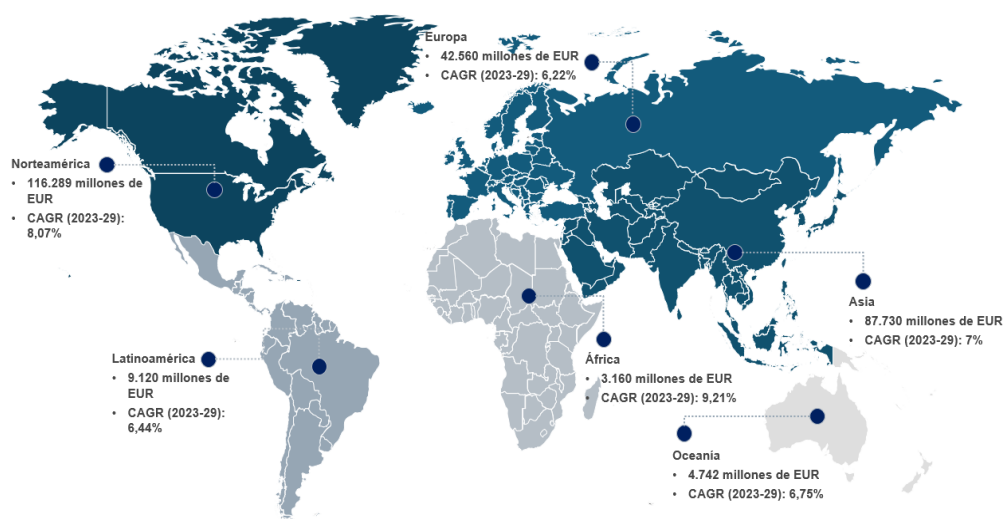 Europa
• 42.560 millones de EUR
• CAGR (2023-29): 6,22%
Norteamérica
• 116.289 millones de
EUR
• CAGR (2023-29):
8,07%
Asia
• 87.730 millones de EUR
• CAGR (2023-29): 7%
Latinoamérica
• 9.120 millones de
EUR
• CAGR (2023-29):
6,44%
África
• 3.160 millones de EUR
• CAGR (2023-29): 9,21%
Oceanía
• 4.742 millones de EUR
• CAGR (2023-29): 6,75%